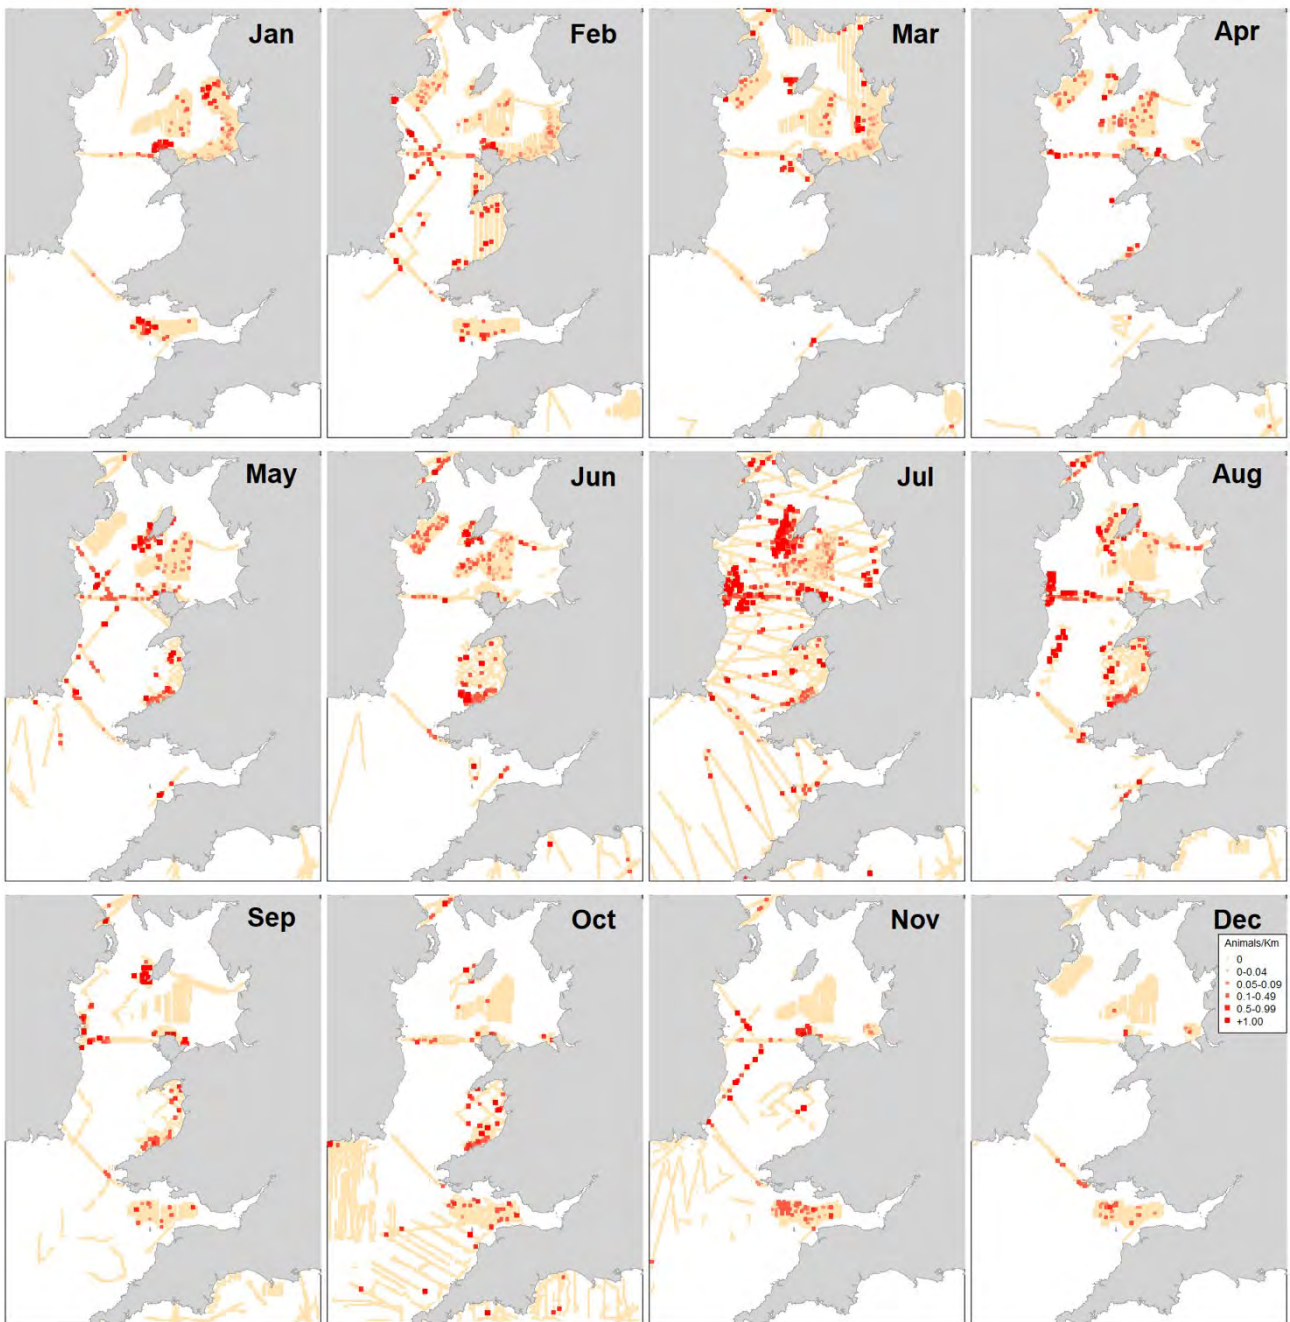 Jan
Feb
Mar
Apr
May
Jun
Jul
Aug
Sep
Oct
Nov
Dec
Animals/Km
0
0-0.04
0.05-0.09
0.1-0.49
0.5-0.99
+1.00